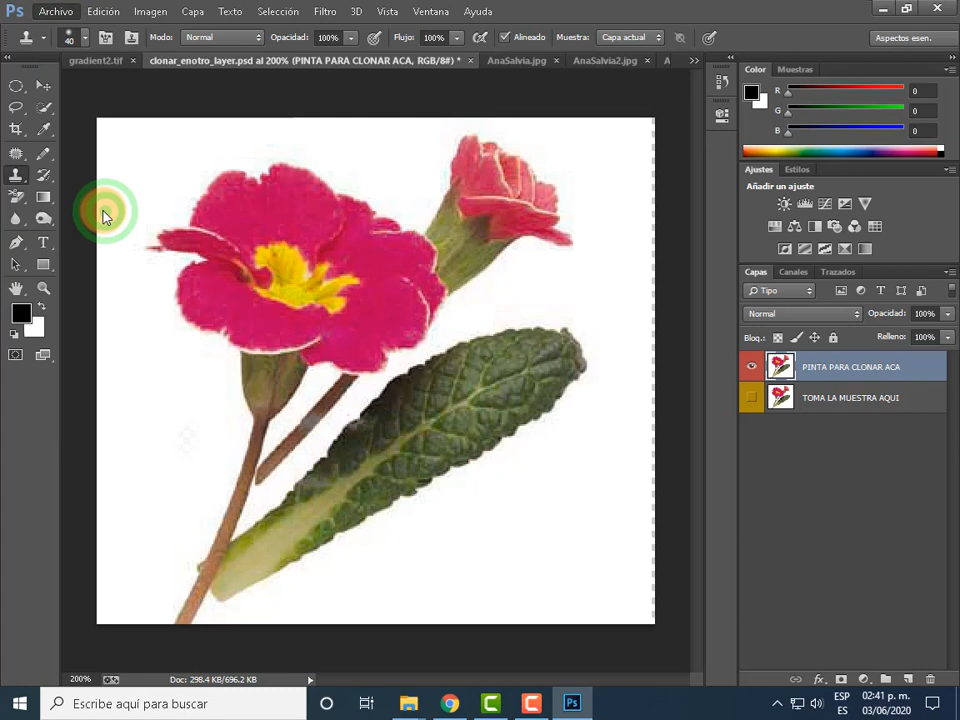 Ps Archivo Edición Imagen Capa Texto Selección Filtro 3D Vista Ventana Ayuda
40 Modo: Normal Opacidad: 100% Flujo: 100% Alineado Muestra: Capa actual Aspectos esen.
gradient2.tif × clonar_enotro_layer.psd al 200% (PINTA PARA CLONAR ACA, RGB/8#) * × AnaSalvia.jpg × AnaSalvia2.jpg × A
Color Muestras
R 0
G 0
B 0
Ajustes Estilos
Añadir un ajuste
Capas Canales Trazados
Tipo
Normal Opacidad: 100%
Bloq.: Relleno: 100%
PINTA PARA CLONAR ACA
TOMA LA MUESTRA AQUI
200% Doc: 298.4 KB/696.2 KB
Escribe aquí para buscar
ESP 02:41 p. m.
ES 03/06/2020